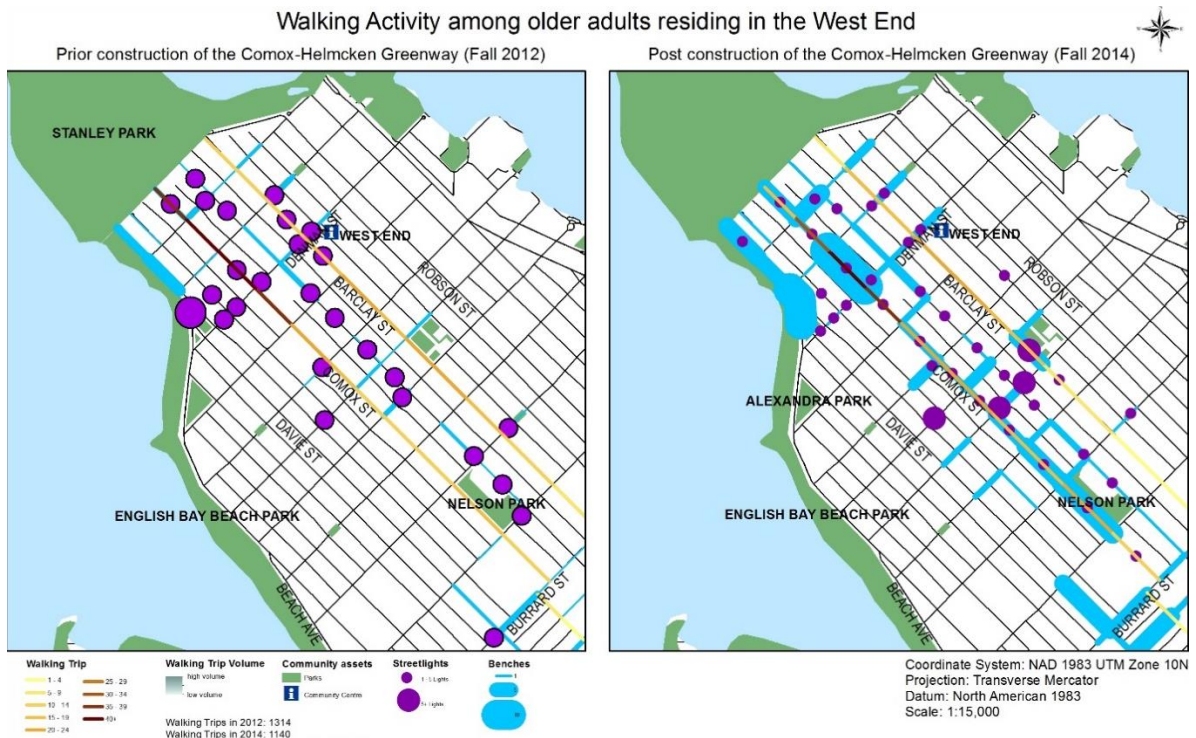 Walking Activity among older adults residing in the West End
Prior construction of the Comox-Helmcken Greenway (Fall 2012)
Post construction of the Comox-Helmcken Greenway (Fall 2014)
STANLEY PARK
WEST END
ROBSON ST
BARCLAY ST
COMOX ST
DAVIE ST
NELSON PARK
ENGLISH BAY BEACH PARK
BURRARD ST
BEACH AVE
WEST END
ROBSON ST
BARCLAY ST
ALEXANDRA PARK
COMOX ST
DAVIE ST
NELSON PARK
ENGLISH BAY BEACH PARK
BURRARD ST
BEACH AVE
Walking Trip
1 - 4
5 - 9
10 - 14
15 - 19
20 - 24
25 - 29
30 - 34
35 - 39
40+
Walking Trip Volume
high volume
low volume
Walking Trips in 2012: 1314
Walking Trips in 2014: 1140
Community assets
Parks
Community Centre
Streetlights
Lights
Lights
Benches
Coordinate System: NAD 1983 UTM Zone 10N
Projection: Transverse Mercator
Datum: North American 1983
Scale: 1:15,000